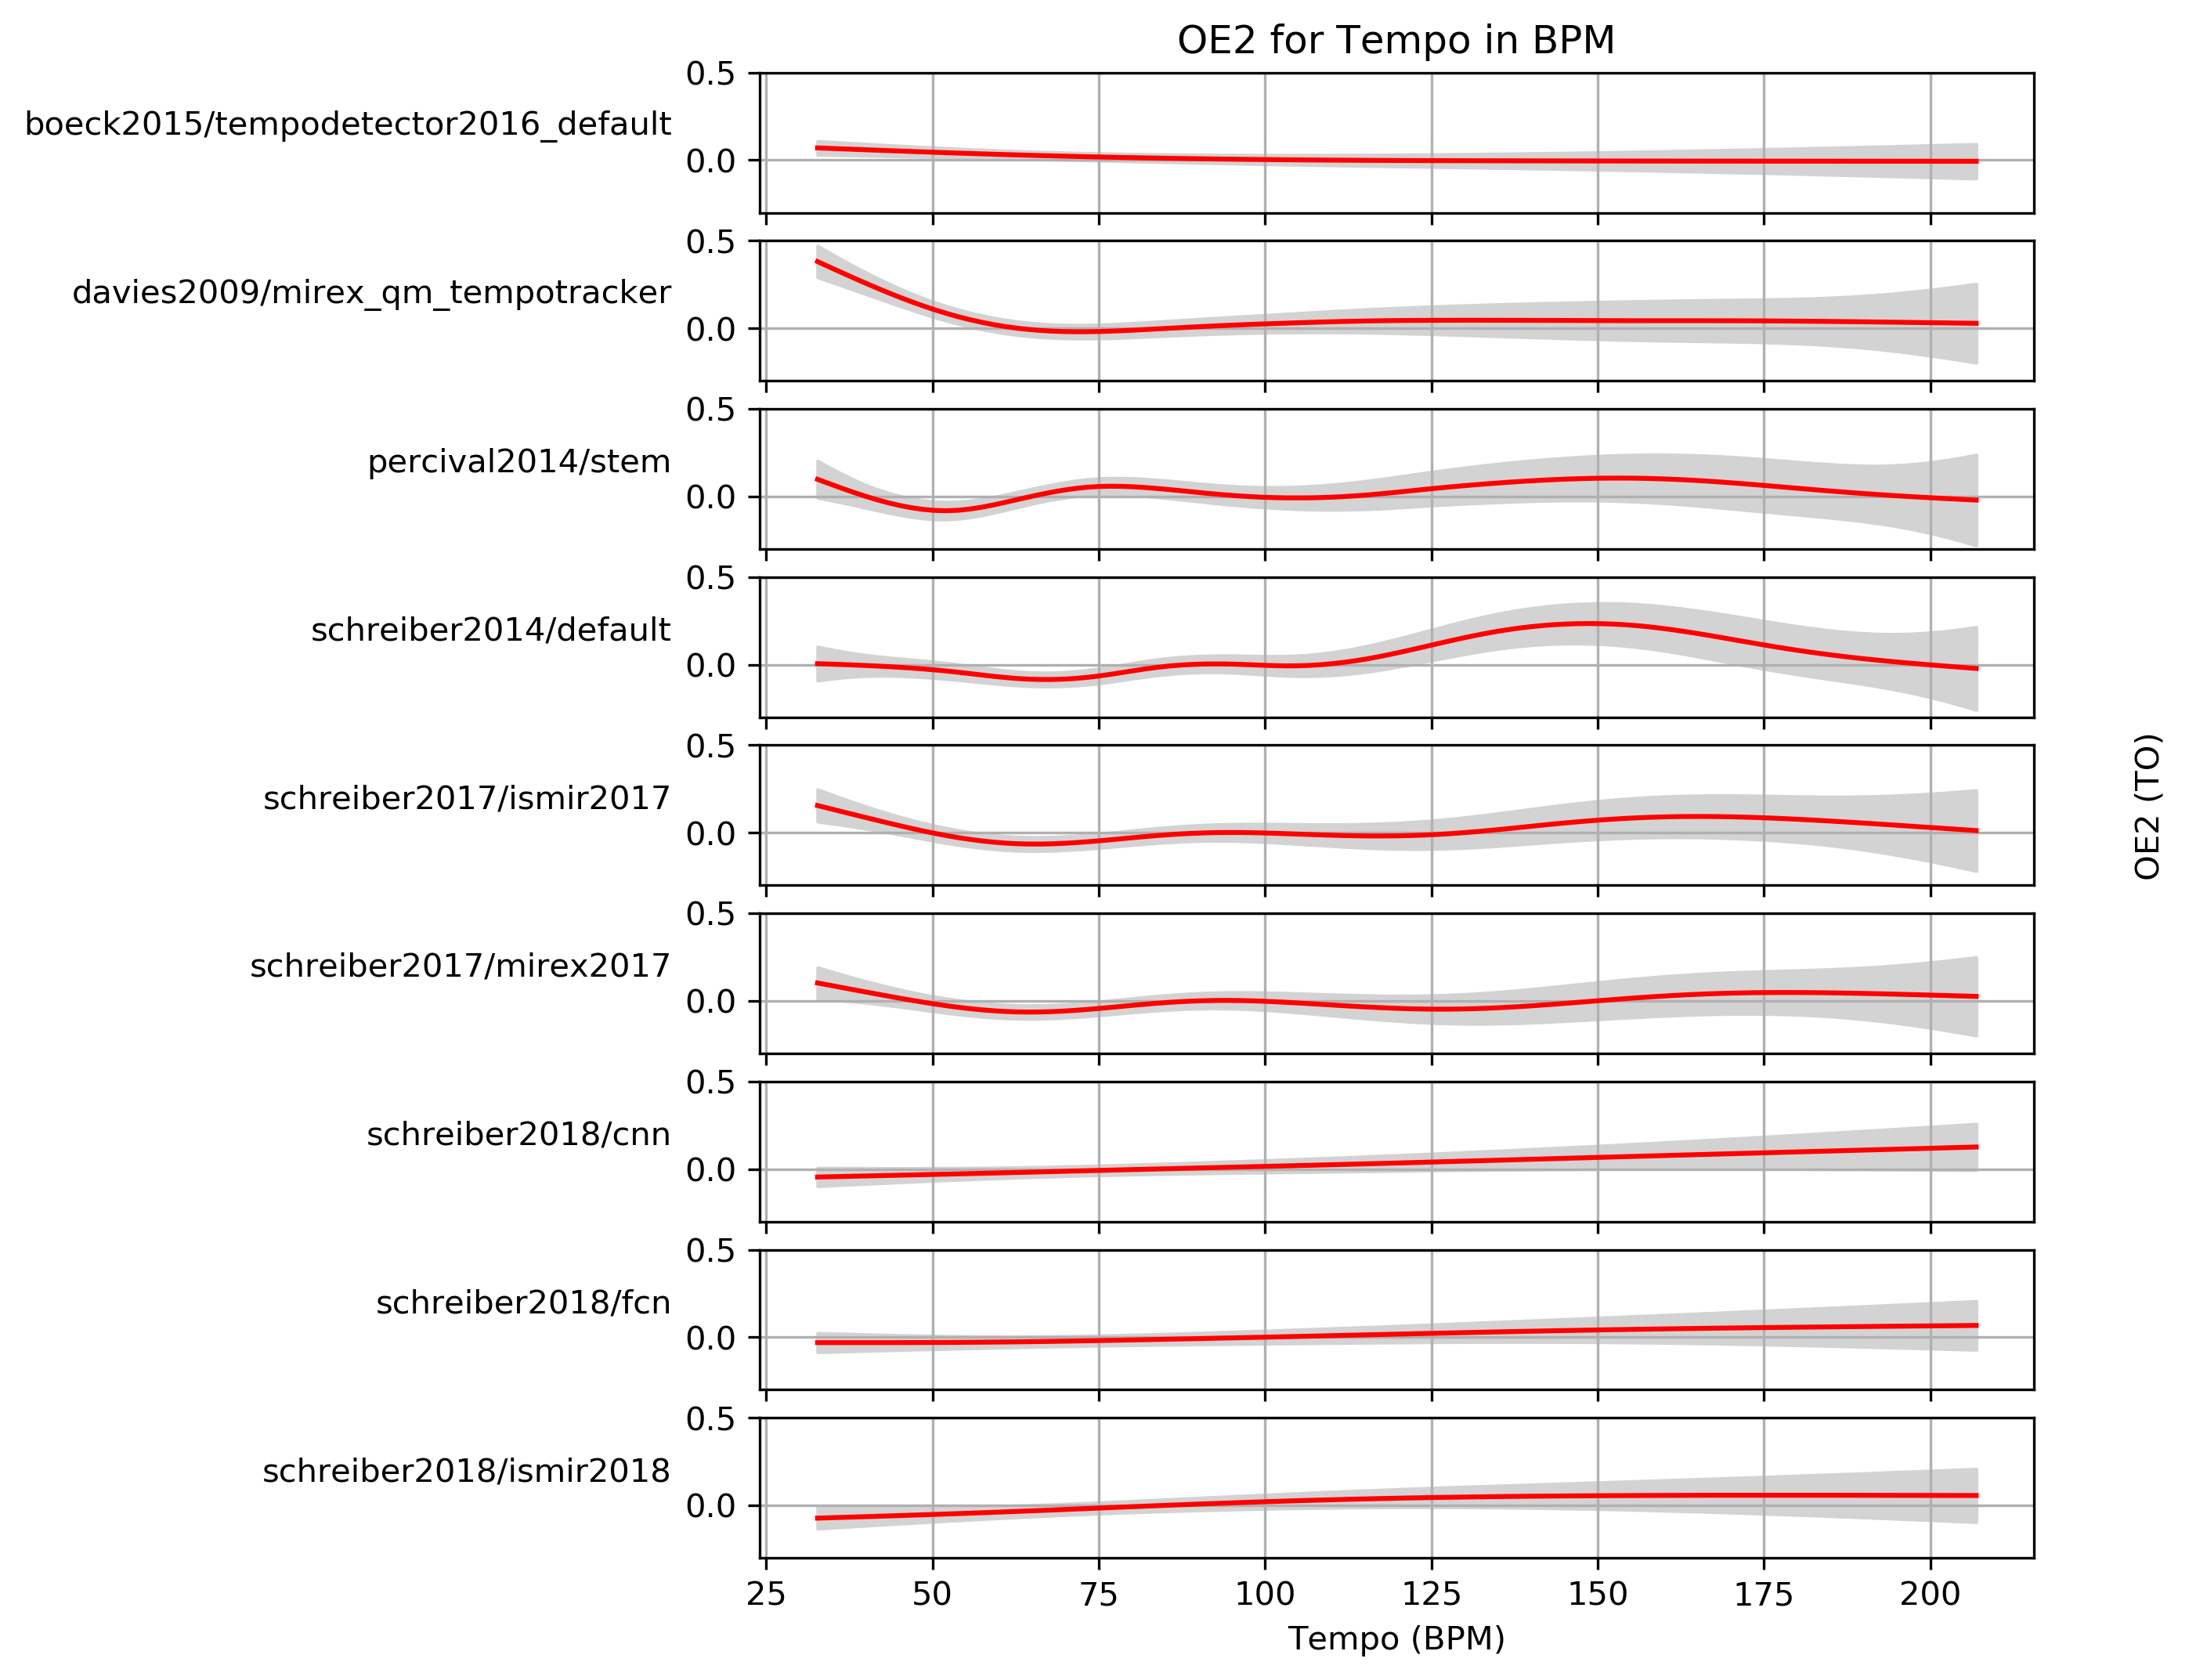 OE2 for Tempo in BPM
0.5
boeck2015/tempodetector2016_default
0.0
0.5
davies2009/mirex_qm_tempotracker
0.0
0.5
percival2014/stem
0.0
0.5
schreiber2014/default
0.0
0.5
schreiber2017/ismir2017
0.0
OE2 (TO)
0.5
schreiber2017/mirex2017
0.0
0.5
schreiber2018/cnn
0.0
0.5
schreiber2018/fcn
0.0
0.5
schreiber2018/ismir2018
0.0
25 50 75 100 125 150 175 200
Tempo (BPM)